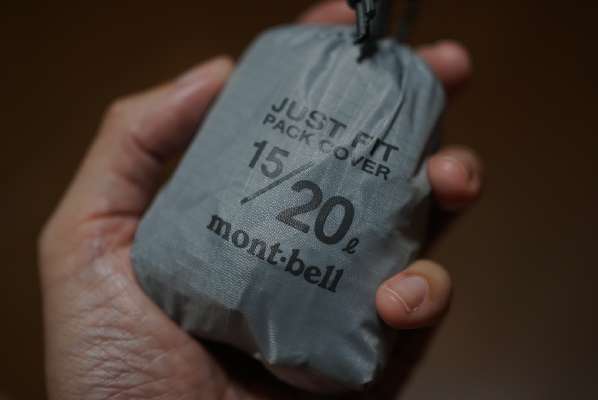 JUST FIT
PACK COVER
15/20ℓ
mont-bell